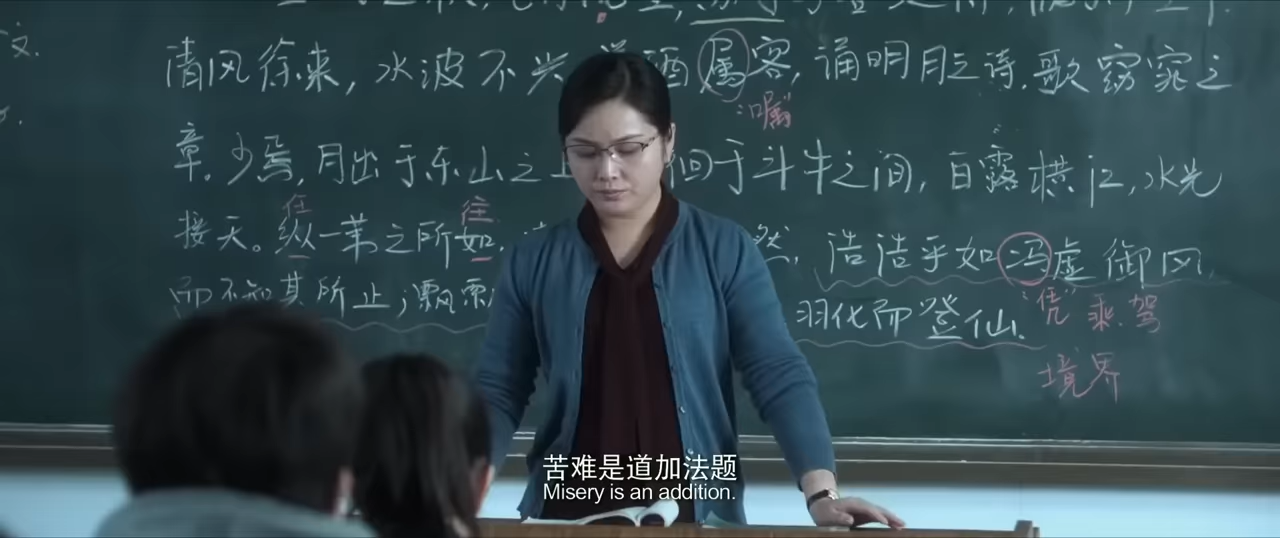 文.
清风徐来，水波不兴 酒属客，诵明月之诗，歌窈窕之
“嘱”
章。少焉，月出于东山之上 徊于斗牛之间，白露横江，水光
任 往
接天。纵一苇之所如， 然，浩浩乎如冯虚御风，
“凭” 乘.驾
而不知其所止；飘飘 羽化而登仙。
境界
苦难是道加法题
Misery is an addition.